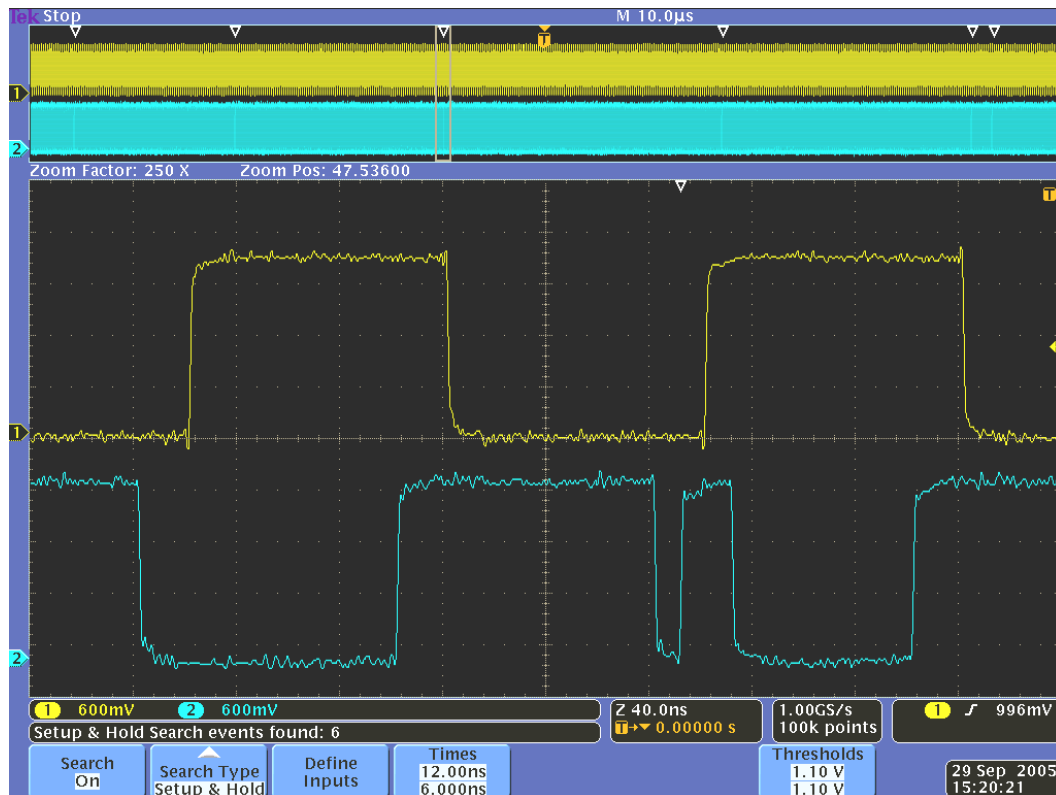 Tek Stop M 10.0µs
T
1
2
Zoom Factor: 250 X Zoom Pos: 47.53600
T
1
2
1 600mV 2 600mV
Setup & Hold Search events found: 6
Z 40.0ns
T→▾ 0.00000 s
1.00GS/s
100k points
1 ƒ 996mV
Search
On
Search Type
Setup & Hold
Define
Inputs
Times
12.00ns
6.000ns
Thresholds
1.10 V
1.10 V
29 Sep 2005
15:20:21